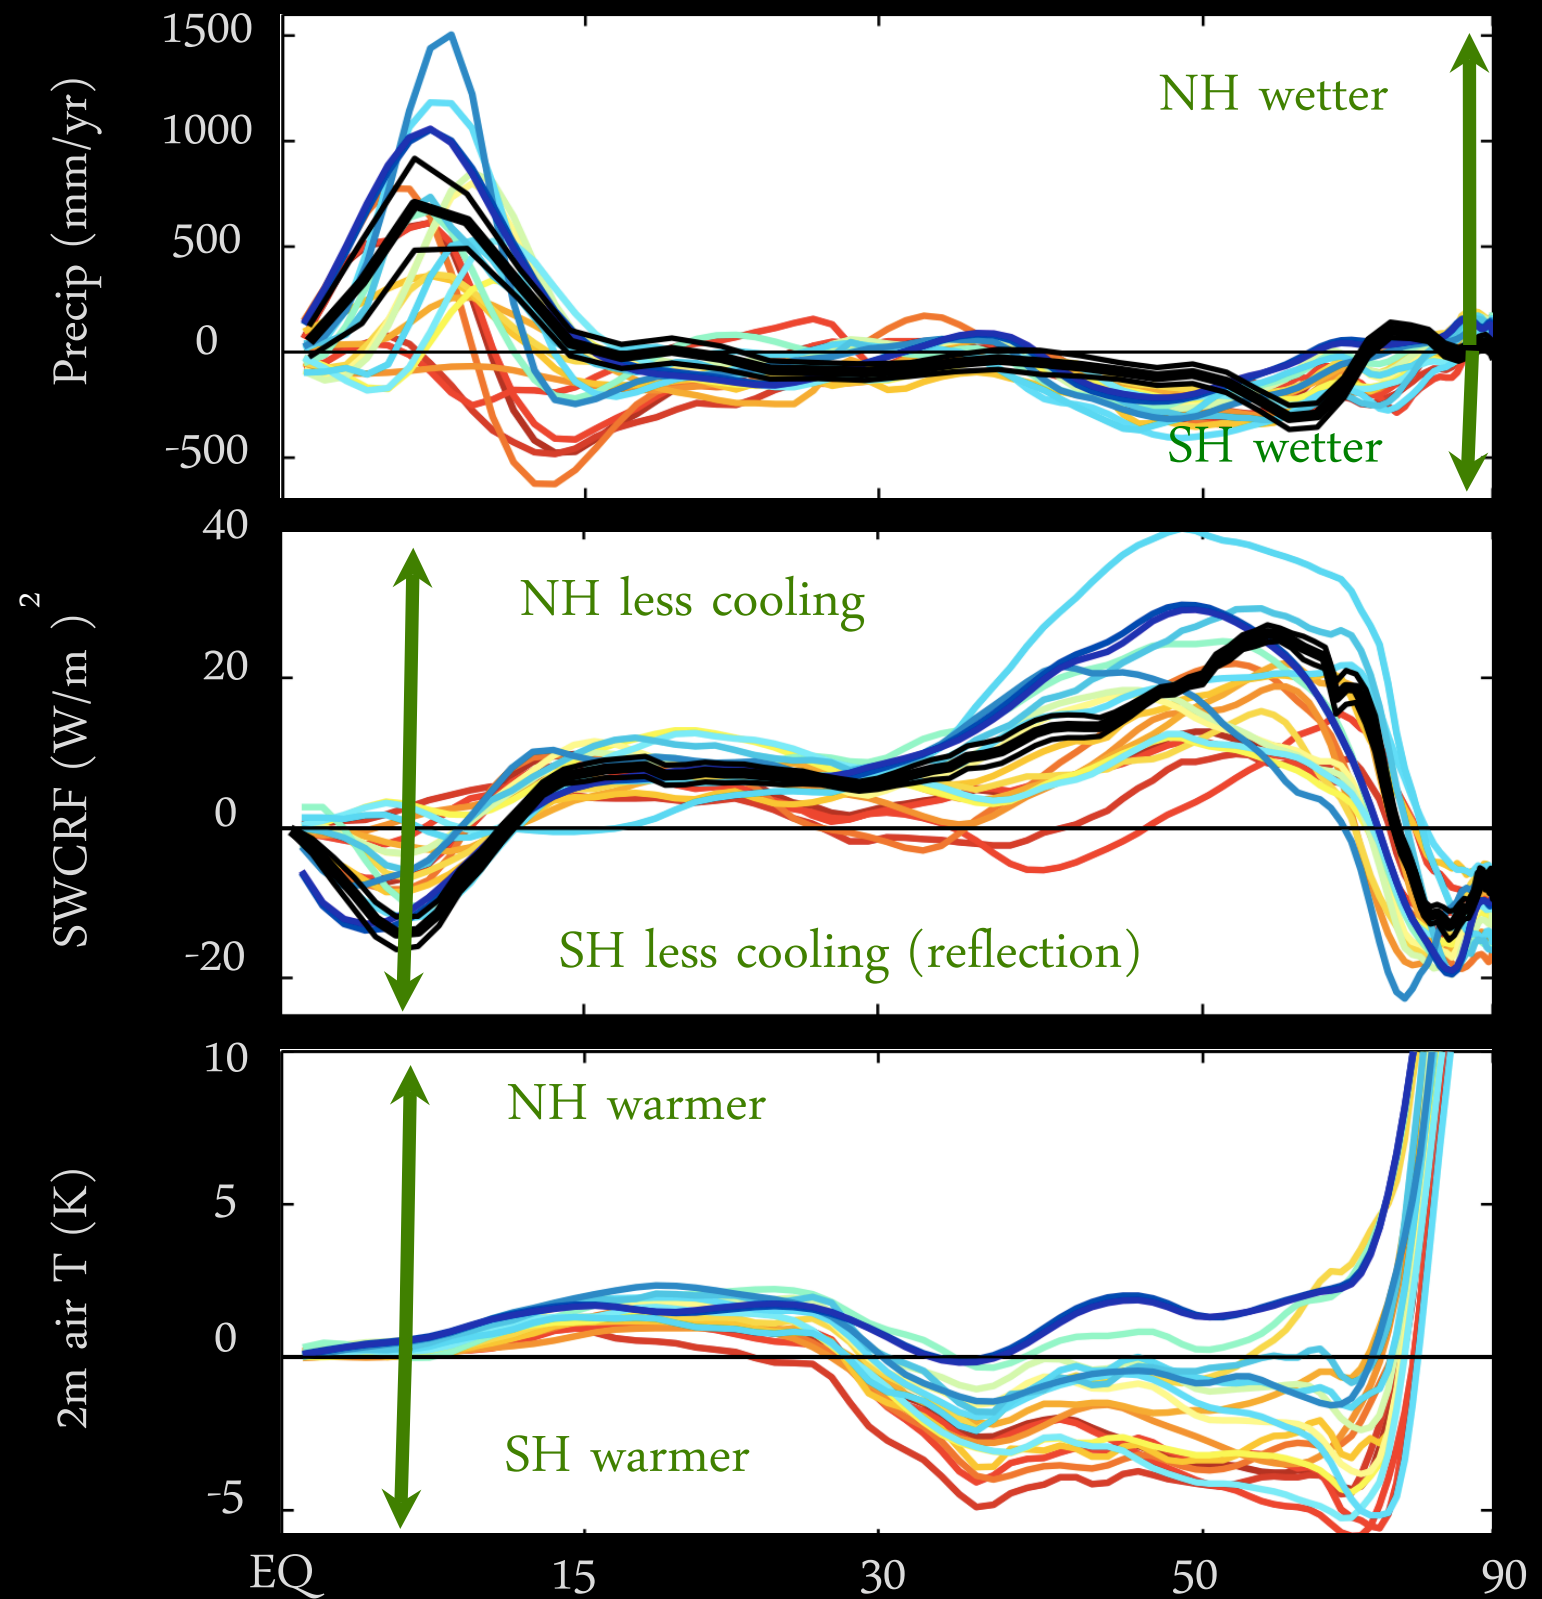 1500
1000
500
0
-500
Precip (mm/yr)
NH wetter
SH wetter
40
20
0
-20
SWCRF (W/m )
2
NH less cooling
SH less cooling (reflection)
10
5
0
-5
2m air T (K)
NH warmer
SH warmer
EQ 15 30 50 90